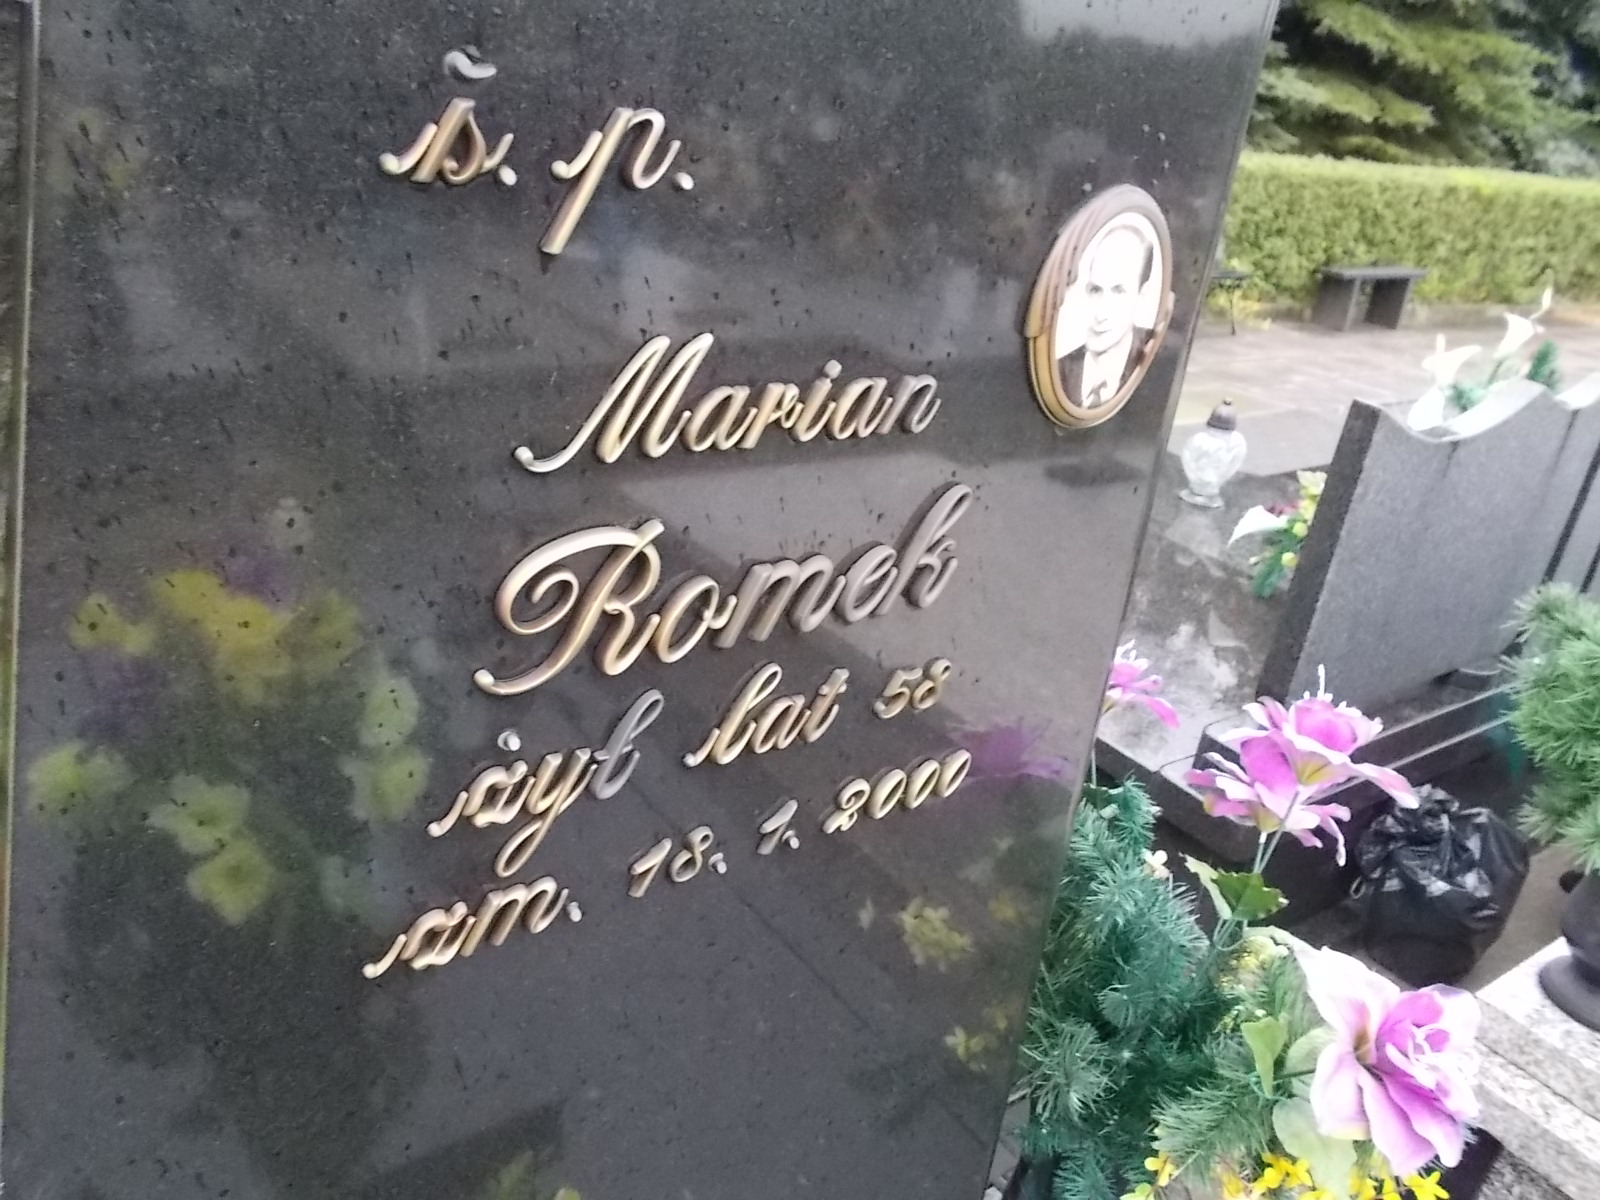 ś. p.
Marian
Romek
żył lat 58
zm. 18. 1. 2000